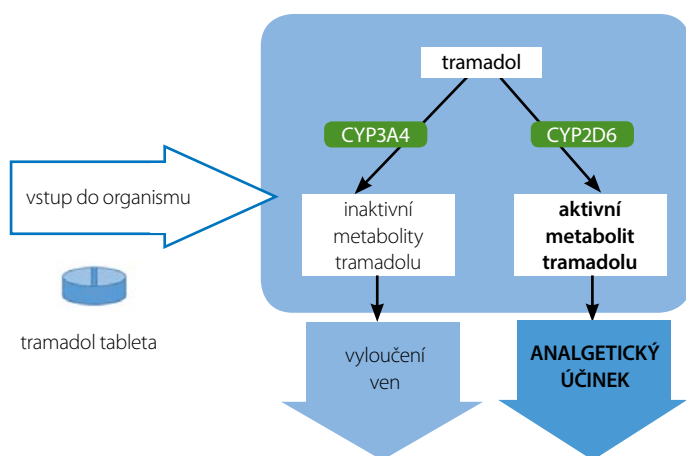 tramadol
CYP3A4
CYP2D6
vstup do organismu
inaktivní
metabolity
tramadolu
aktivní
metabolit
tramadolu
tramadol tableta
vyloučení
ven
ANALGETICKÝ
ÚČINEK